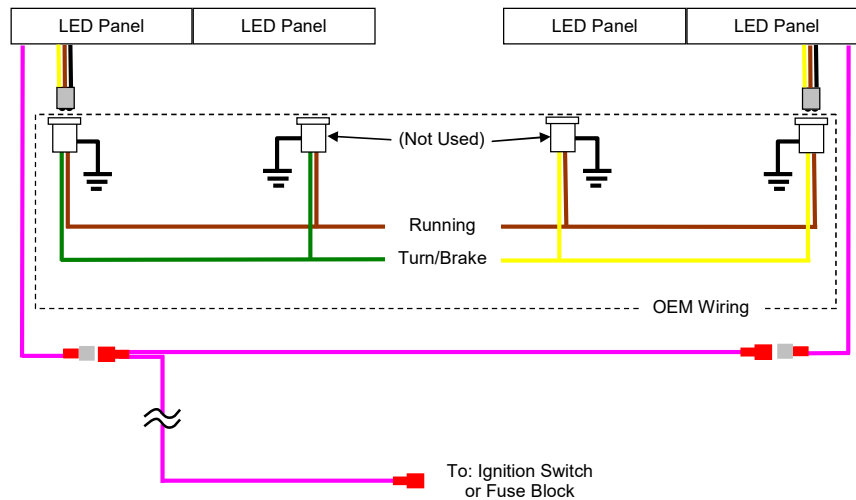 LED Panel
LED Panel
LED Panel
LED Panel
(Not Used)
Running
Turn/Brake
OEM Wiring
To: Ignition Switch
or Fuse Block